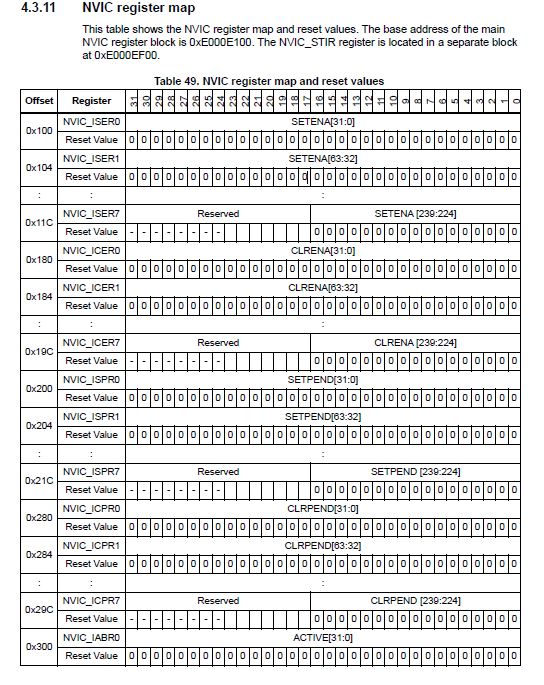 4.3.11 NVIC register map
This table shows the NVIC register map and reset values. The base address of the main
NVIC register block is 0xE000E100. The NVIC_STIR register is located in a separate block
at 0xE000EF00.
Table 49. NVIC register map and reset values
Offset Register 31 30 29 28 27 26 25 24 23 22 21 20 19 18 17 16 15 14 13 12 11 10 9 8 7 6 5 4 3 2 1 0
0x100 NVIC_ISER0 SETENA[31:0]
Reset Value 0 0 0 0 0 0 0 0 0 0 0 0 0 0 0 0 0 0 0 0 0 0 0 0 0 0 0 0 0 0 0 0
0x104 NVIC_ISER1 SETENA[63:32]
Reset Value 0 0 0 0 0 0 0 0 0 0 0 0 0 0 0 0 0 0 0 0 0 0 0 0 0 0 0 0 0 0 0 0
: : :
0x11C NVIC_ISER7 Reserved SETENA [239:224]
Reset Value - - - - - - - - 0 0 0 0 0 0 0 0 0 0 0 0 0 0 0 0
0x180 NVIC_ICER0 CLRENA[31:0]
Reset Value 0 0 0 0 0 0 0 0 0 0 0 0 0 0 0 0 0 0 0 0 0 0 0 0 0 0 0 0 0 0 0 0
0x184 NVIC_ICER1 CLRENA[63:32]
Reset Value 0 0 0 0 0 0 0 0 0 0 0 0 0 0 0 0 0 0 0 0 0 0 0 0 0 0 0 0 0 0 0 0
: : :
0x19C NVIC_ICER7 Reserved CLRENA [239:224]
Reset Value - - - - - - - - 0 0 0 0 0 0 0 0 0 0 0 0 0 0 0 0
0x200 NVIC_ISPR0 SETPEND[31:0]
Reset Value 0 0 0 0 0 0 0 0 0 0 0 0 0 0 0 0 0 0 0 0 0 0 0 0 0 0 0 0 0 0 0 0
0x204 NVIC_ISPR1 SETPEND[63:32]
Reset Value 0 0 0 0 0 0 0 0 0 0 0 0 0 0 0 0 0 0 0 0 0 0 0 0 0 0 0 0 0 0 0 0
: : :
0x21C NVIC_ISPR7 Reserved SETPEND [239:224]
Reset Value - - - - - - - - 0 0 0 0 0 0 0 0 0 0 0 0 0 0 0 0
0x280 NVIC_ICPR0 CLRPEND[31:0]
Reset Value 0 0 0 0 0 0 0 0 0 0 0 0 0 0 0 0 0 0 0 0 0 0 0 0 0 0 0 0 0 0 0 0
0x284 NVIC_ICPR1 CLRPEND[63:32]
Reset Value 0 0 0 0 0 0 0 0 0 0 0 0 0 0 0 0 0 0 0 0 0 0 0 0 0 0 0 0 0 0 0 0
: : :
0x29C NVIC_ICPR7 Reserved CLRPEND [239:224]
Reset Value - - - - - - - - 0 0 0 0 0 0 0 0 0 0 0 0 0 0 0 0
0x300 NVIC_IABR0 ACTIVE[31:0]
Reset Value 0 0 0 0 0 0 0 0 0 0 0 0 0 0 0 0 0 0 0 0 0 0 0 0 0 0 0 0 0 0 0 0